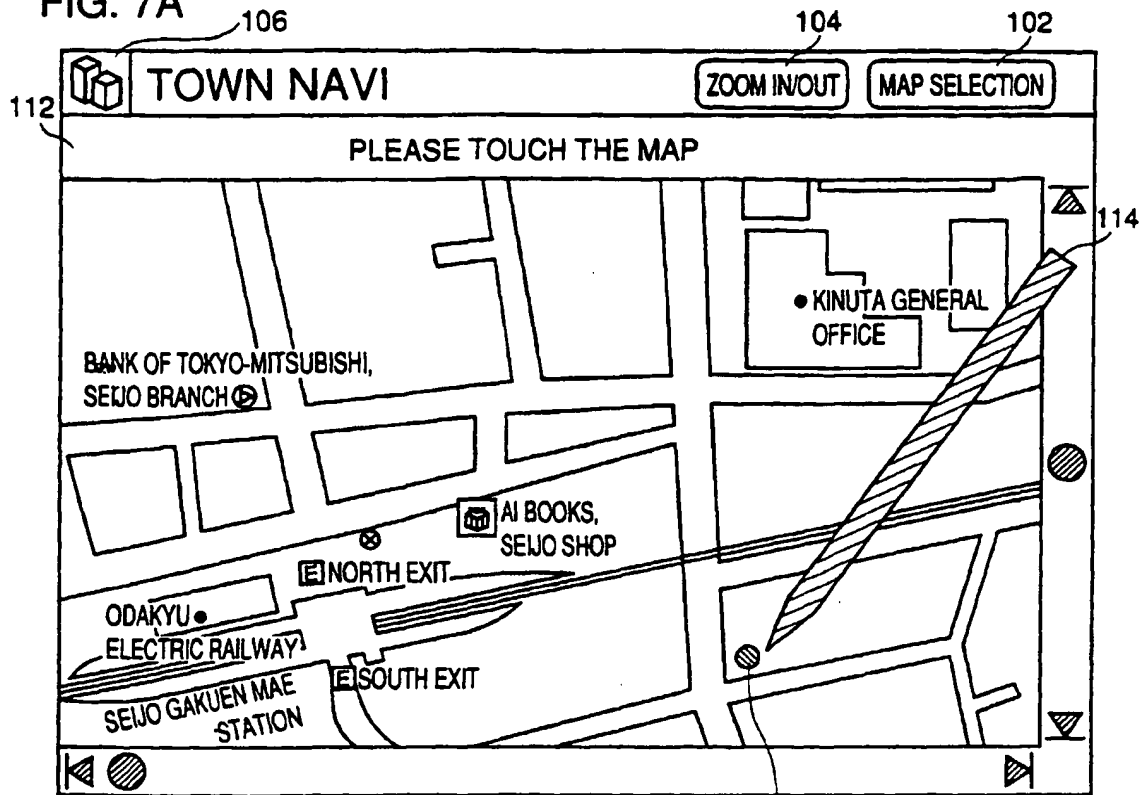 FIG. 7A
106
104
102
TOWN NAVI
ZOOM IN/OUT
MAP SELECTION
112
PLEASE TOUCH THE MAP
114
KINUTA GENERAL
OFFICE
BANK OF TOKYO-MITSUBISHI,
SEIJO BRANCH
AI BOOKS,
SEIJO SHOP
E NORTH EXIT
ODAKYU
ELECTRIC RAILWAY
E SOUTH EXIT
SEIJO GAKUEN MAE
STATION